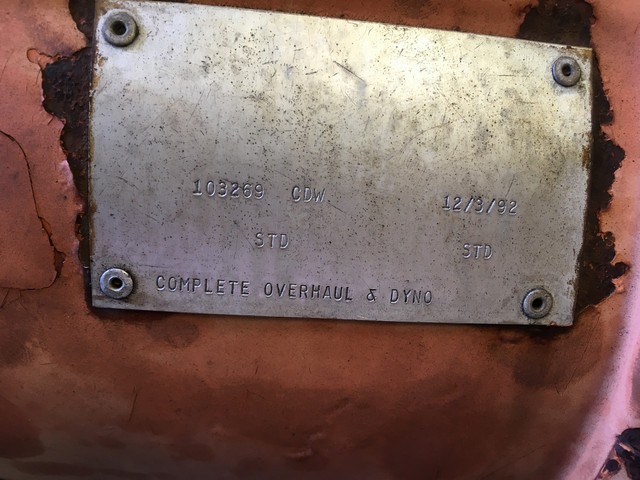 103269 CDW 12/3/92
STD STD
COMPLETE OVERHAUL & DYNO